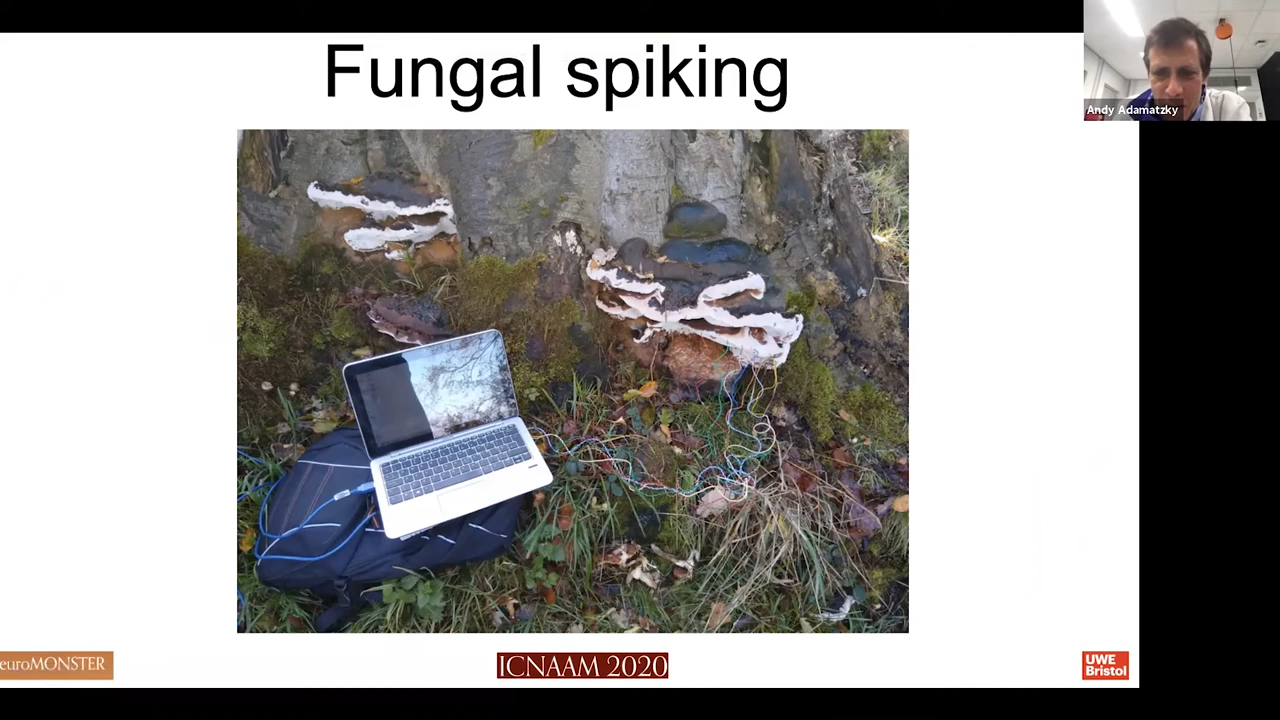 Fungal spiking
Andy Adamatzky
euroMONSTER
ICNAAM 2020
UWE
Bristol